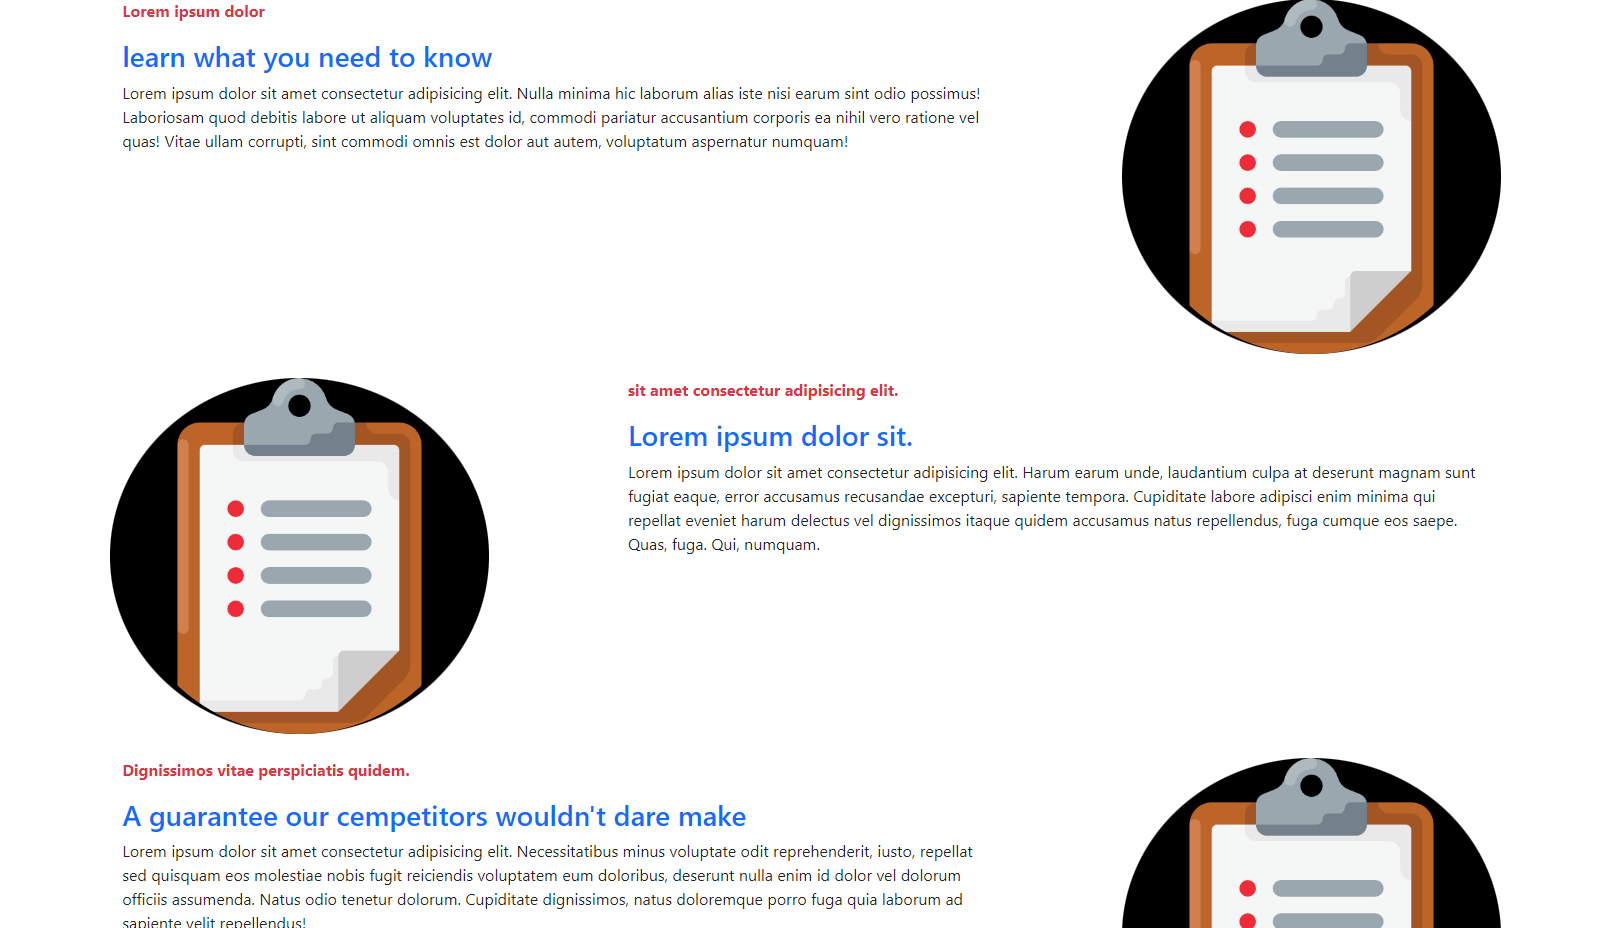 Lorem ipsum dolor
learn what you need to know
Lorem ipsum dolor sit amet consectetur adipisicing elit. Nulla minima hic laborum alias iste nisi earum sint odio possimus!
Laboriosam quod debitis labore ut aliquam voluptates id, commodi pariatur accusantium corporis ea nihil vero ratione vel
quas! Vitae ullam corrupti, sint commodi omnis est dolor aut autem, voluptatum aspernatur numquam!
sit amet consectetur adipisicing elit.
Lorem ipsum dolor sit.
Lorem ipsum dolor sit amet consectetur adipisicing elit. Harum earum unde, laudantium culpa at deserunt magnam sunt
fugiat eaque, error accusamus recusandae excepturi, sapiente tempora. Cupiditate labore adipisci enim minima qui
repellat eveniet harum delectus vel dignissimos itaque quidem accusamus natus repellendus, fuga cumque eos saepe.
Quas, fuga. Qui, numquam.
Dignissimos vitae perspiciatis quidem.
A guarantee our cempetitors wouldn't dare make
Lorem ipsum dolor sit amet consectetur adipisicing elit. Necessitatibus minus voluptate odit reprehenderit, iusto, repellat
sed quisquam eos molestiae nobis fugit reiciendis voluptatem eum doloribus, deserunt nulla enim id dolor vel dolorum
officiis assumenda. Natus odio tenetur dolorum. Cupiditate dignissimos, natus doloremque porro fuga quia laborum ad
sapiente velit repellendus!